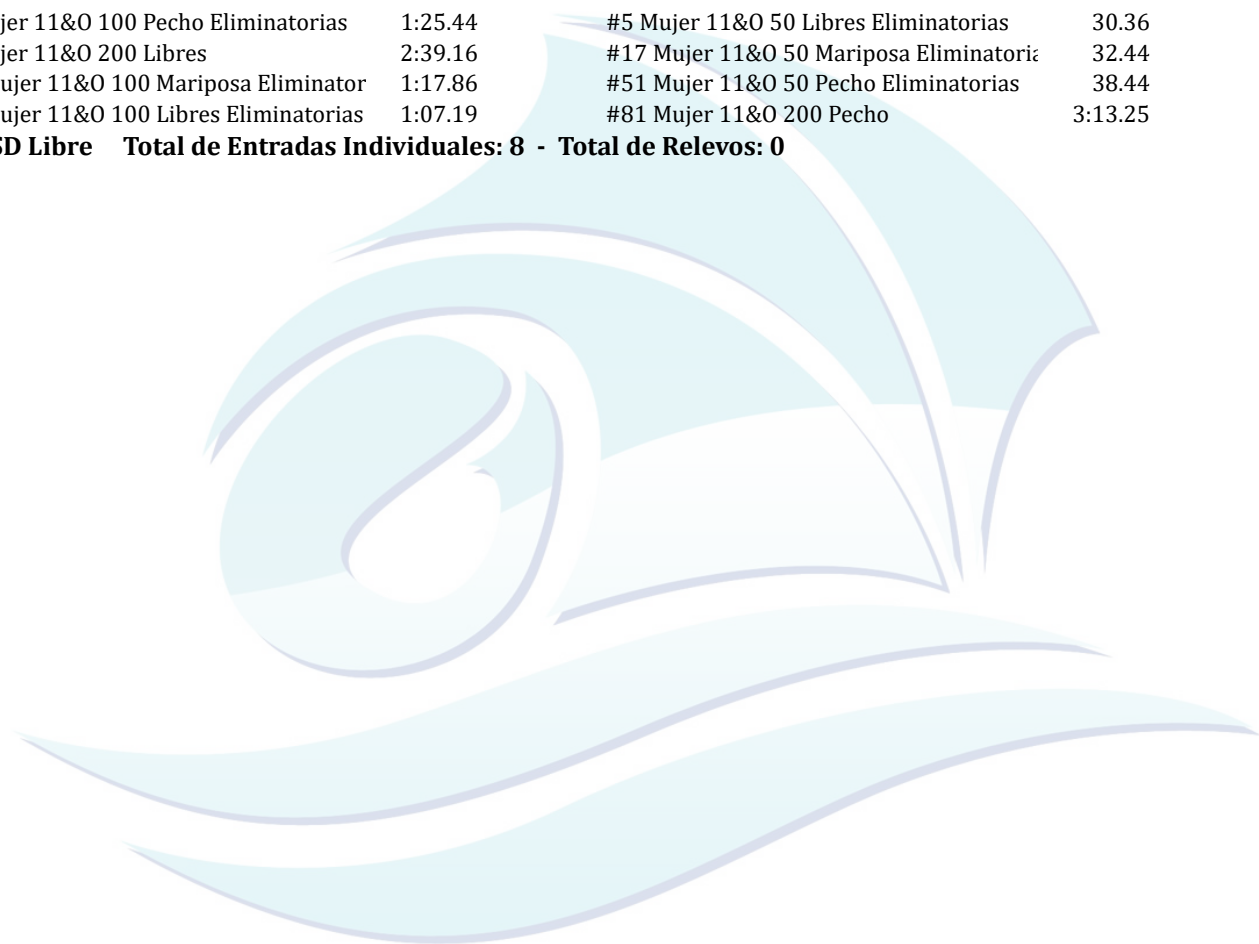 jer 11&O 100 Pecho Eliminatorias 1:25.44 #5 Mujer 11&O 50 Libres Eliminatorias 30.36
jer 11&O 200 Libres 2:39.16 #17 Mujer 11&O 50 Mariposa Eliminatoria 32.44
ujer 11&O 100 Mariposa Eliminator 1:17.86 #51 Mujer 11&O 50 Pecho Eliminatorias 38.44
ujer 11&O 100 Libres Eliminatorias 1:07.19 #81 Mujer 11&O 200 Pecho 3:13.25
SD Libre Total de Entradas Individuales: 8 - Total de Relevos: 0